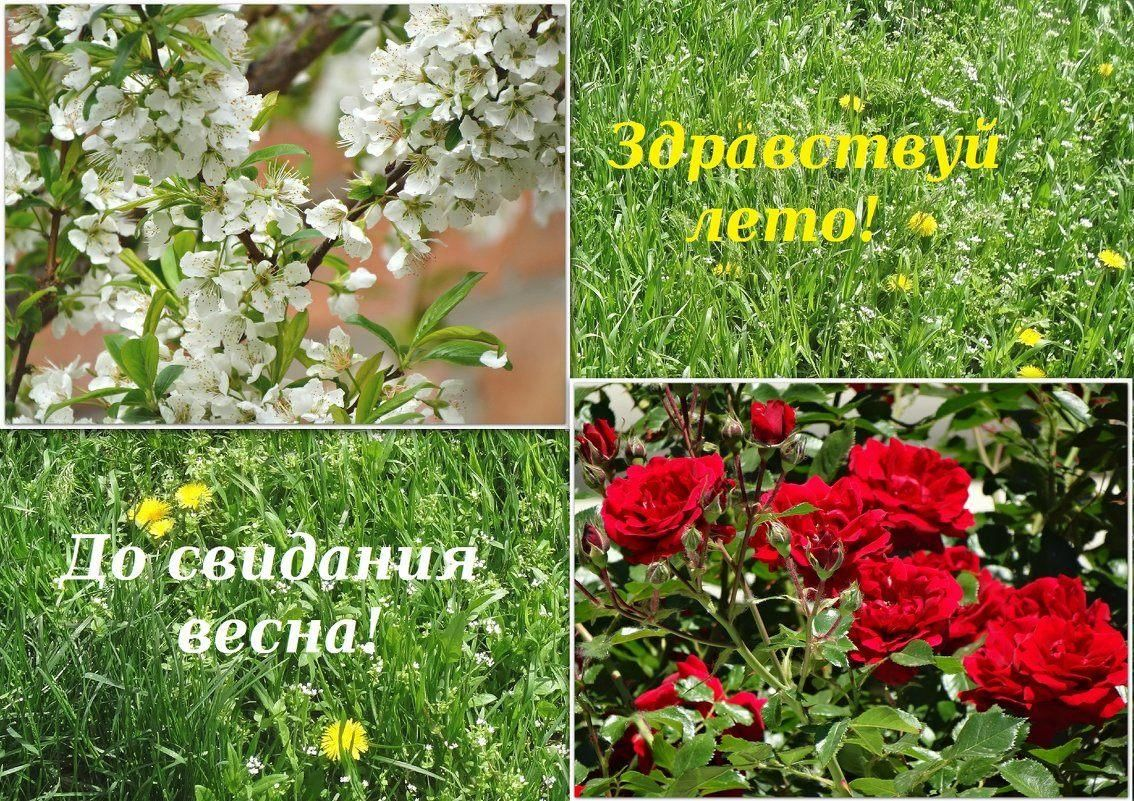 Здравствуй
лето!
До свидания
весна!